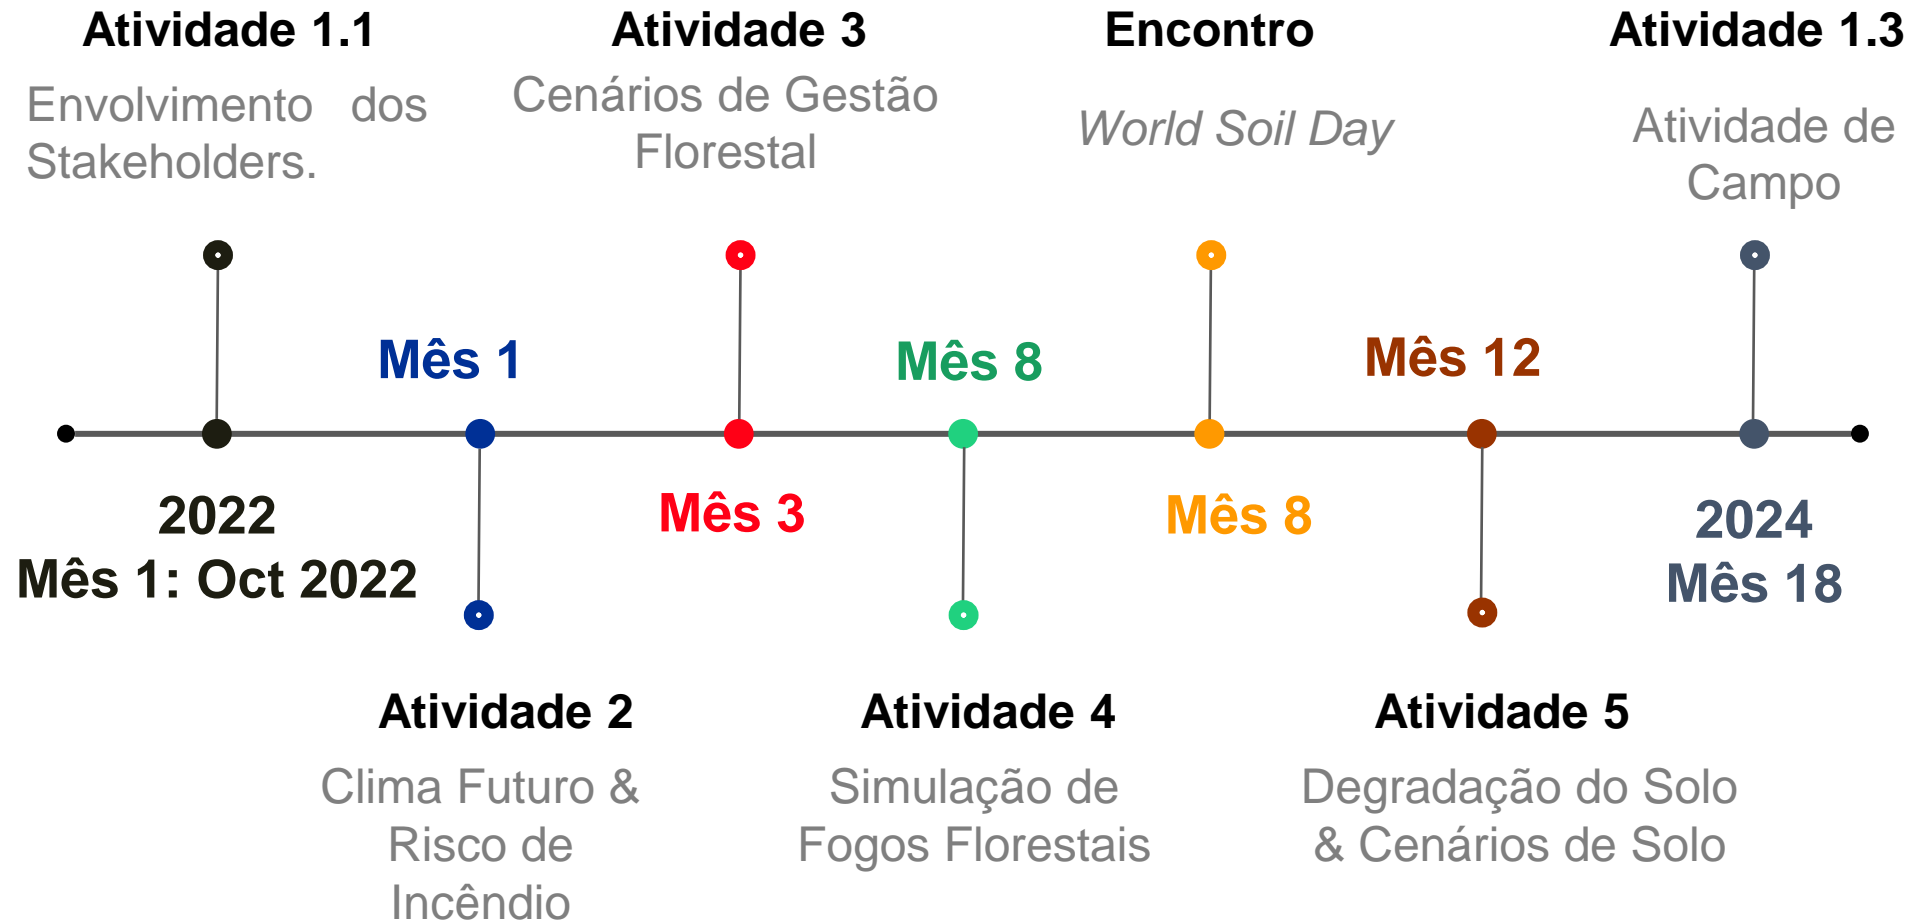 Atividade 1.1
Envolvimento dos
Stakeholders.
Atividade 3
Cenários de Gestão
Florestal
Encontro
World Soil Day
Atividade 1.3
Atividade de
Campo
Mês 1
Mês 8
Mês 12
2022
Mês 1: Oct 2022
Mês 3
Mês 8
2024
Mês 18
Atividade 2
Clima Futuro &
Risco de
Incêndio
Atividade 4
Simulação de
Fogos Florestais
Atividade 5
Degradação do Solo
& Cenários de Solo